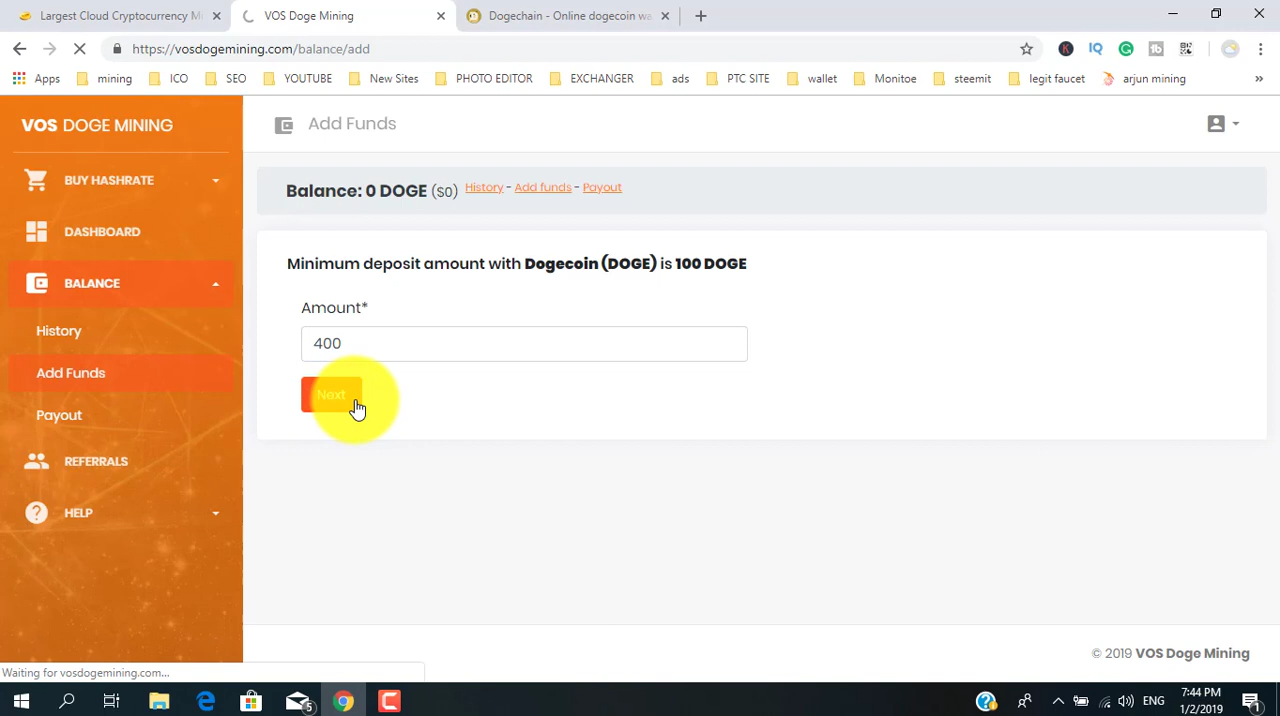 Largest Cloud Cryptocurrency M
VOS Doge Mining
Dogechain - Online dogecoin wa
https://vosdogemining.com/balance/add
Apps
mining
ICO
SEO
YOUTUBE
New Sites
PHOTO EDITOR
EXCHANGER
ads
PTC SITE
wallet
Monitoe
steemit
legit faucet
arjun mining
VOS DOGE MINING
Add Funds
BUY HASHRATE
Balance: 0 DOGE ($0) History - Add funds - Payout
DASHBOARD
Minimum deposit amount with Dogecoin (DOGE) is 100 DOGE
BALANCE
Amount*
History
400
Add Funds
Next
Payout
REFERRALS
HELP
© 2019 VOS Doge Mining
Waiting for vosdogemining.com...
5
ENG
7:44 PM
1/2/2019
1